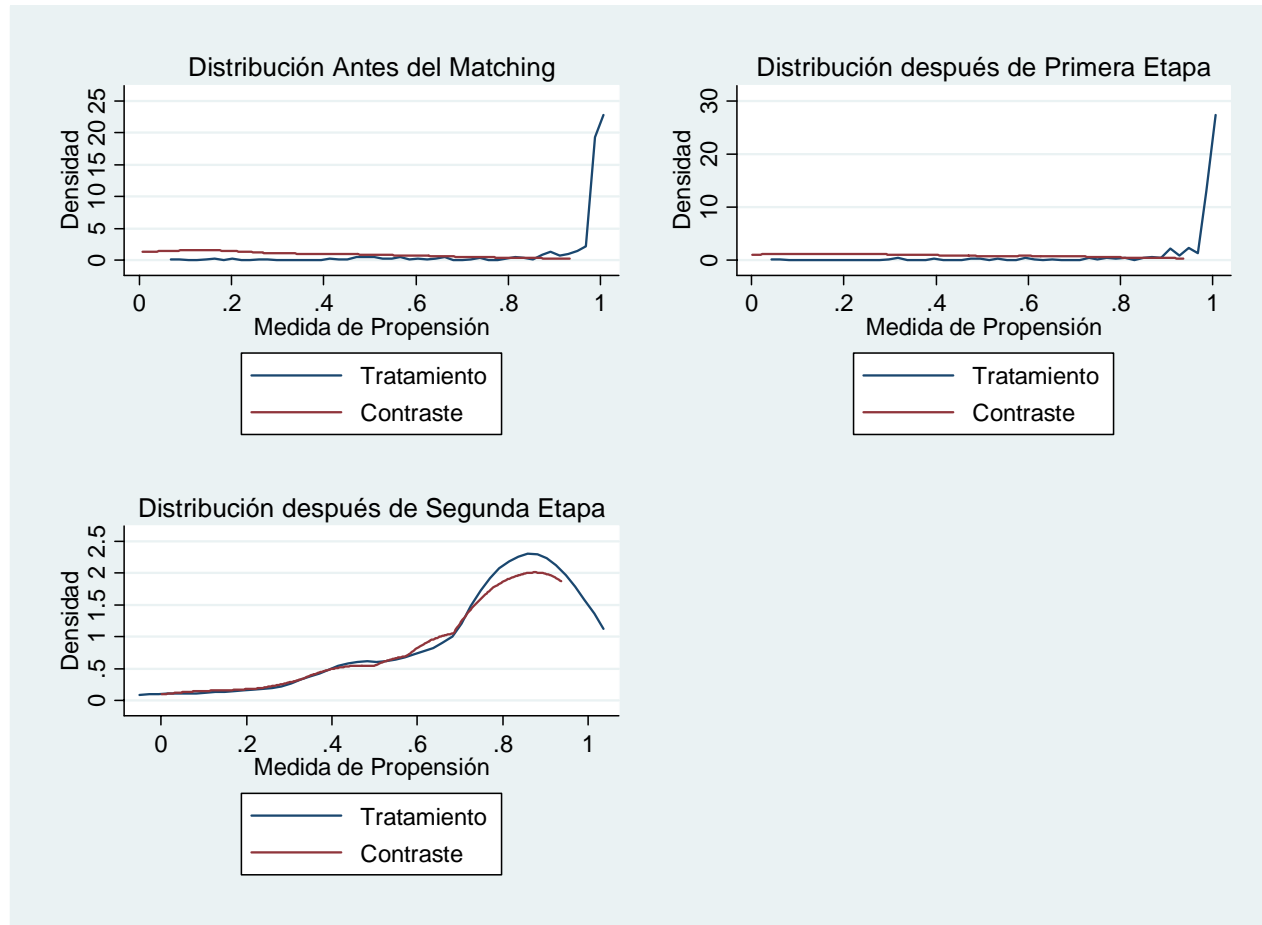 Distribución Antes del Matching
Densidad
0 5 10 15 20 25
0 .2 .4 .6 .8 1
Medida de Propensión
Tratamiento
Contraste
Distribución después de Primera Etapa
Densidad
0 10 20 30
0 .2 .4 .6 .8 1
Medida de Propensión
Tratamiento
Contraste
Distribución después de Segunda Etapa
Densidad
0 .5 1 1.5 2 2.5
0 .2 .4 .6 .8 1
Medida de Propensión
Tratamiento
Contraste